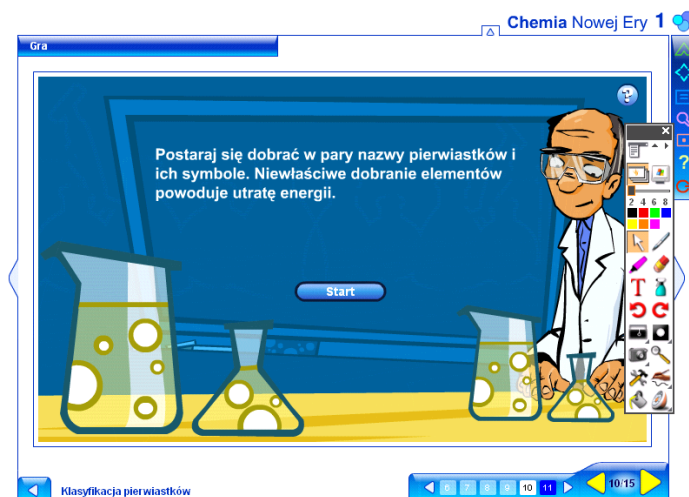 Chemia Nowej Ery 1
Gra
?
Postaraj się dobrać w pary nazwy pierwiastków i
ich symbole. Niewłaściwe dobranie elementów
powoduje utratę energii.
Start
2 4 6 8
T
?
Klasyfikacja pierwiastków
6 7 8 9 10 11
10/15